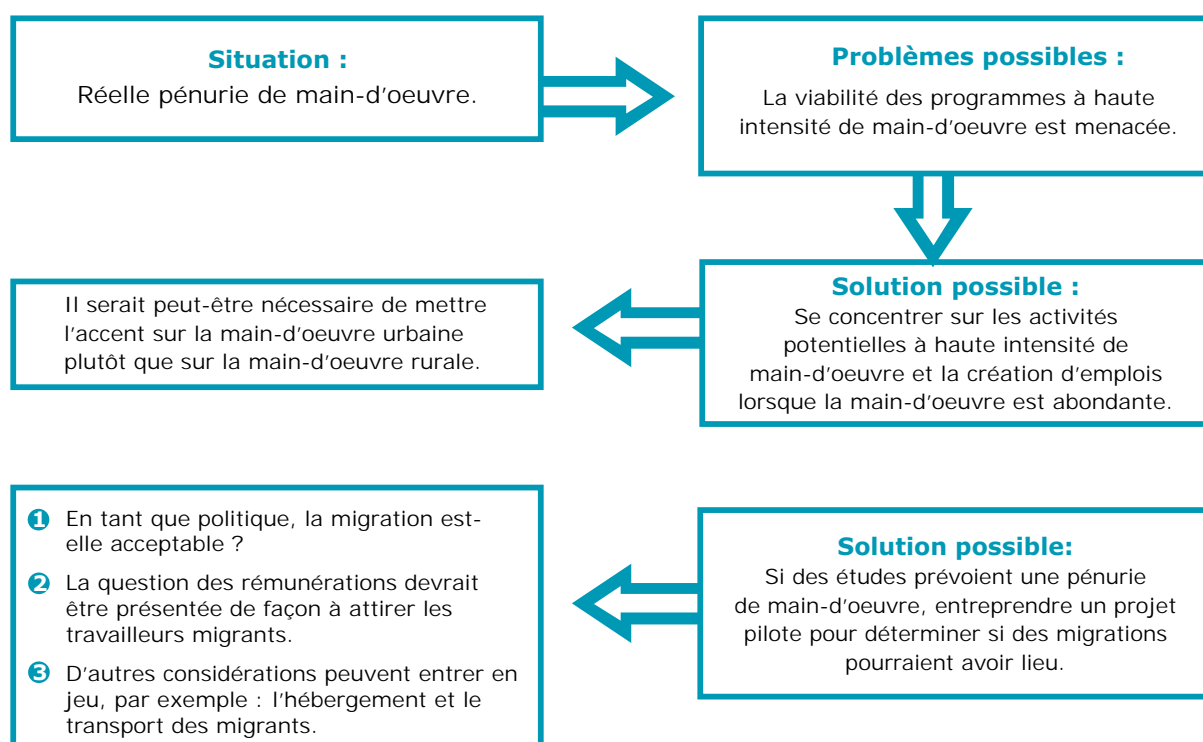 Situation :
Réelle pénurie de main-d'oeuvre.
Problèmes possibles :
La viabilité des programmes à haute
intensité de main-d'oeuvre est menacée.
Solution possible :
Se concentrer sur les activités
potentielles à haute intensité de
main-d'oeuvre et la création d'emplois
lorsque la main-d'oeuvre est abondante.
Il serait peut-être nécessaire de mettre
l'accent sur la main-d'oeuvre urbaine
plutôt que sur la main-d'oeuvre rurale.
Solution possible:
Si des études prévoient une pénurie
de main-d'oeuvre, entreprendre un projet
pilote pour déterminer si des migrations
pourraient avoir lieu.
1 En tant que politique, la migration est-
elle acceptable ?
2 La question des rémunérations devrait
être présentée de façon à attirer les
travailleurs migrants.
3 D'autres considérations peuvent entrer en
jeu, par exemple : l'hébergement et le
transport des migrants.